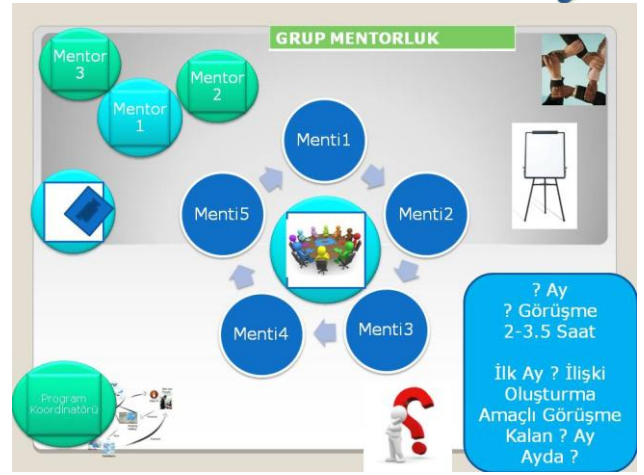 GRUP MENTORLUK
Mentor
3
Mentor
2
Mentor
1
Menti1
Menti2
Menti3
Menti4
Menti5
? Ay
? Görüşme
2-3.5 Saat
İlk Ay ? İlişki
Oluşturma
Amaçlı Görüşme
Kalan ? Ay
Ayda ?
Program
Koordinatörü